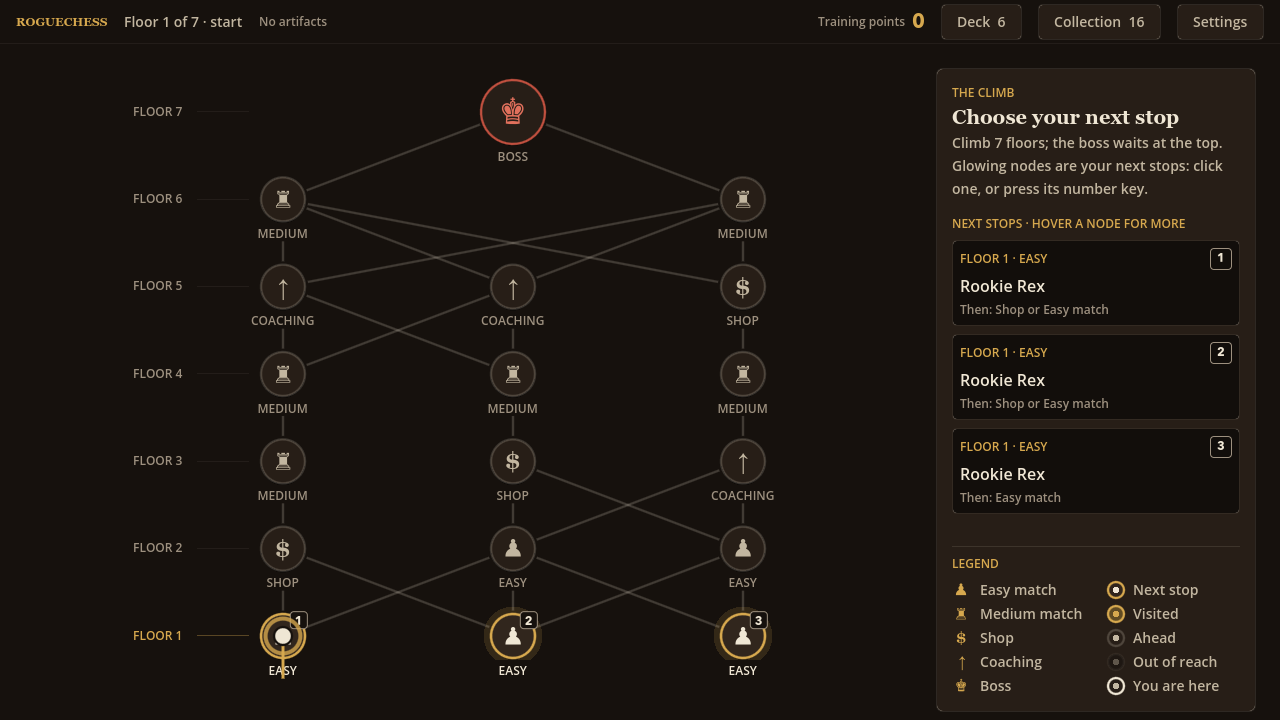 ROGUECHESS Floor 1 of 7 · start No artifacts Training points 0 Deck 6 Collection 16 Settings
FLOOR 7
BOSS
FLOOR 6
MEDIUM MEDIUM
FLOOR 5
COACHING COACHING $ SHOP
FLOOR 4
MEDIUM MEDIUM MEDIUM
FLOOR 3
MEDIUM $ SHOP COACHING
FLOOR 2
$ SHOP EASY EASY
FLOOR 1
1 2 3
EASY EASY EASY
THE CLIMB
Choose your next stop
Climb 7 floors; the boss waits at the top.
Glowing nodes are your next stops: click
one, or press its number key.
NEXT STOPS · HOVER A NODE FOR MORE
FLOOR 1 · EASY 1
Rookie Rex
Then: Shop or Easy match
FLOOR 1 · EASY 2
Rookie Rex
Then: Shop or Easy match
FLOOR 1 · EASY 3
Rookie Rex
Then: Easy match
LEGEND
♟ Easy match Next stop
♜ Medium match Visited
$ Shop Ahead
↑ Coaching Out of reach
♚ Boss You are here